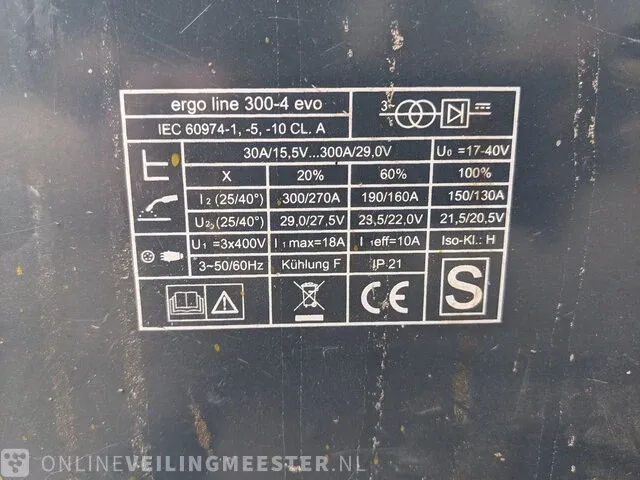 ergo line 300-4 evo
3~
IEC 60974-1, -5, -10 CL. A
30A/15,5V...300A/29,0V U0 =17-40V
X 20% 60% 100%
I2 (25/40°) 300/270A 190/160A 150/130A
U2 (25/40°) 29,0/27,5V 23,5/22,0V 21,5/20,5V
U1 =3x400V I1max=18A I1eff=10A Iso-Kl.: H
3~50/60Hz Kühlung F IP 21
CE S
ONLINEVEILINGMEESTER.NL